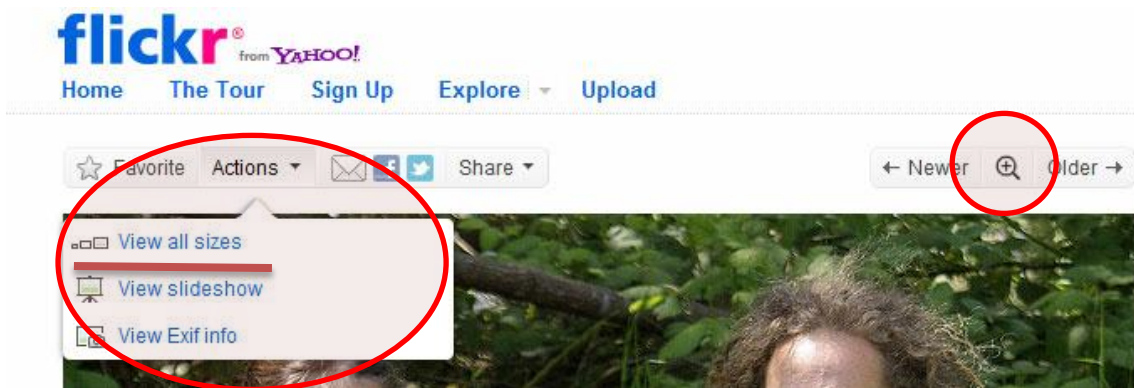 flickr® from YAHOO!
Home The Tour Sign Up Explore Upload
Favorite Actions Share ← Newer Older →
View all sizes
View slideshow
View Exif info